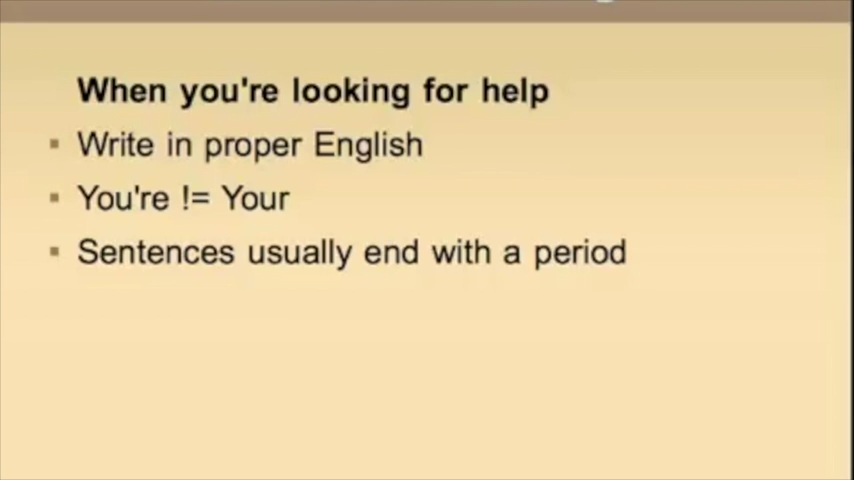 When you're looking for help
Write in proper English
You're != Your
Sentences usually end with a period